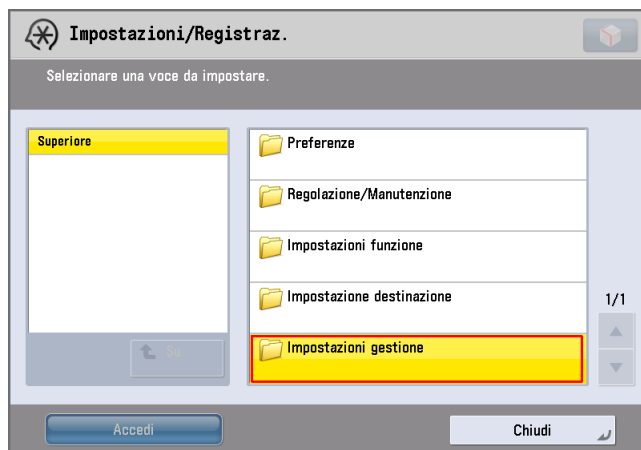 Impostazioni/Registraz.
Selezionare una voce da impostare.
Superiore
Su
Preferenze
Regolazione/Manutenzione
Impostazioni funzione
Impostazione destinazione
Impostazioni gestione
1/1
Accedi
Chiudi